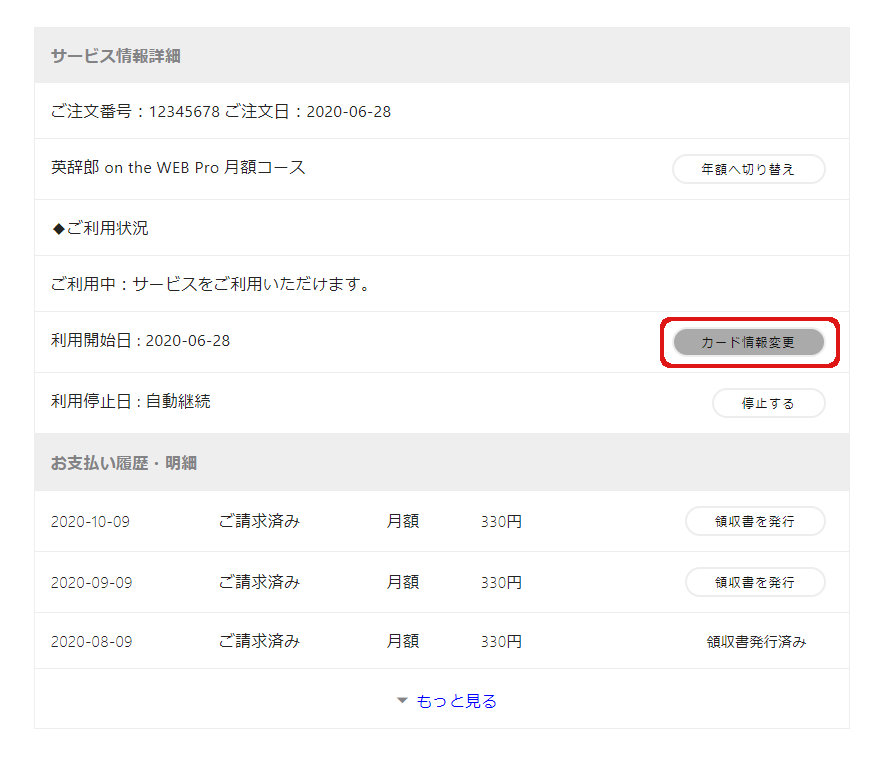 サービス情報詳細
ご注文番号：12345678 ご注文日：2020-06-28
英辞郎 on the WEB Pro 月額コース 年額へ切り替え
◆ご利用状況
ご利用中：サービスをご利用いただけます。
利用開始日 : 2020-06-28 カード情報変更
利用停止日 : 自動継続 停止する
お支払い履歴・明細
2020-10-09 ご請求済み 月額 330円 領収書を発行
2020-09-09 ご請求済み 月額 330円 領収書を発行
2020-08-09 ご請求済み 月額 330円 領収書発行済み
もっと見る